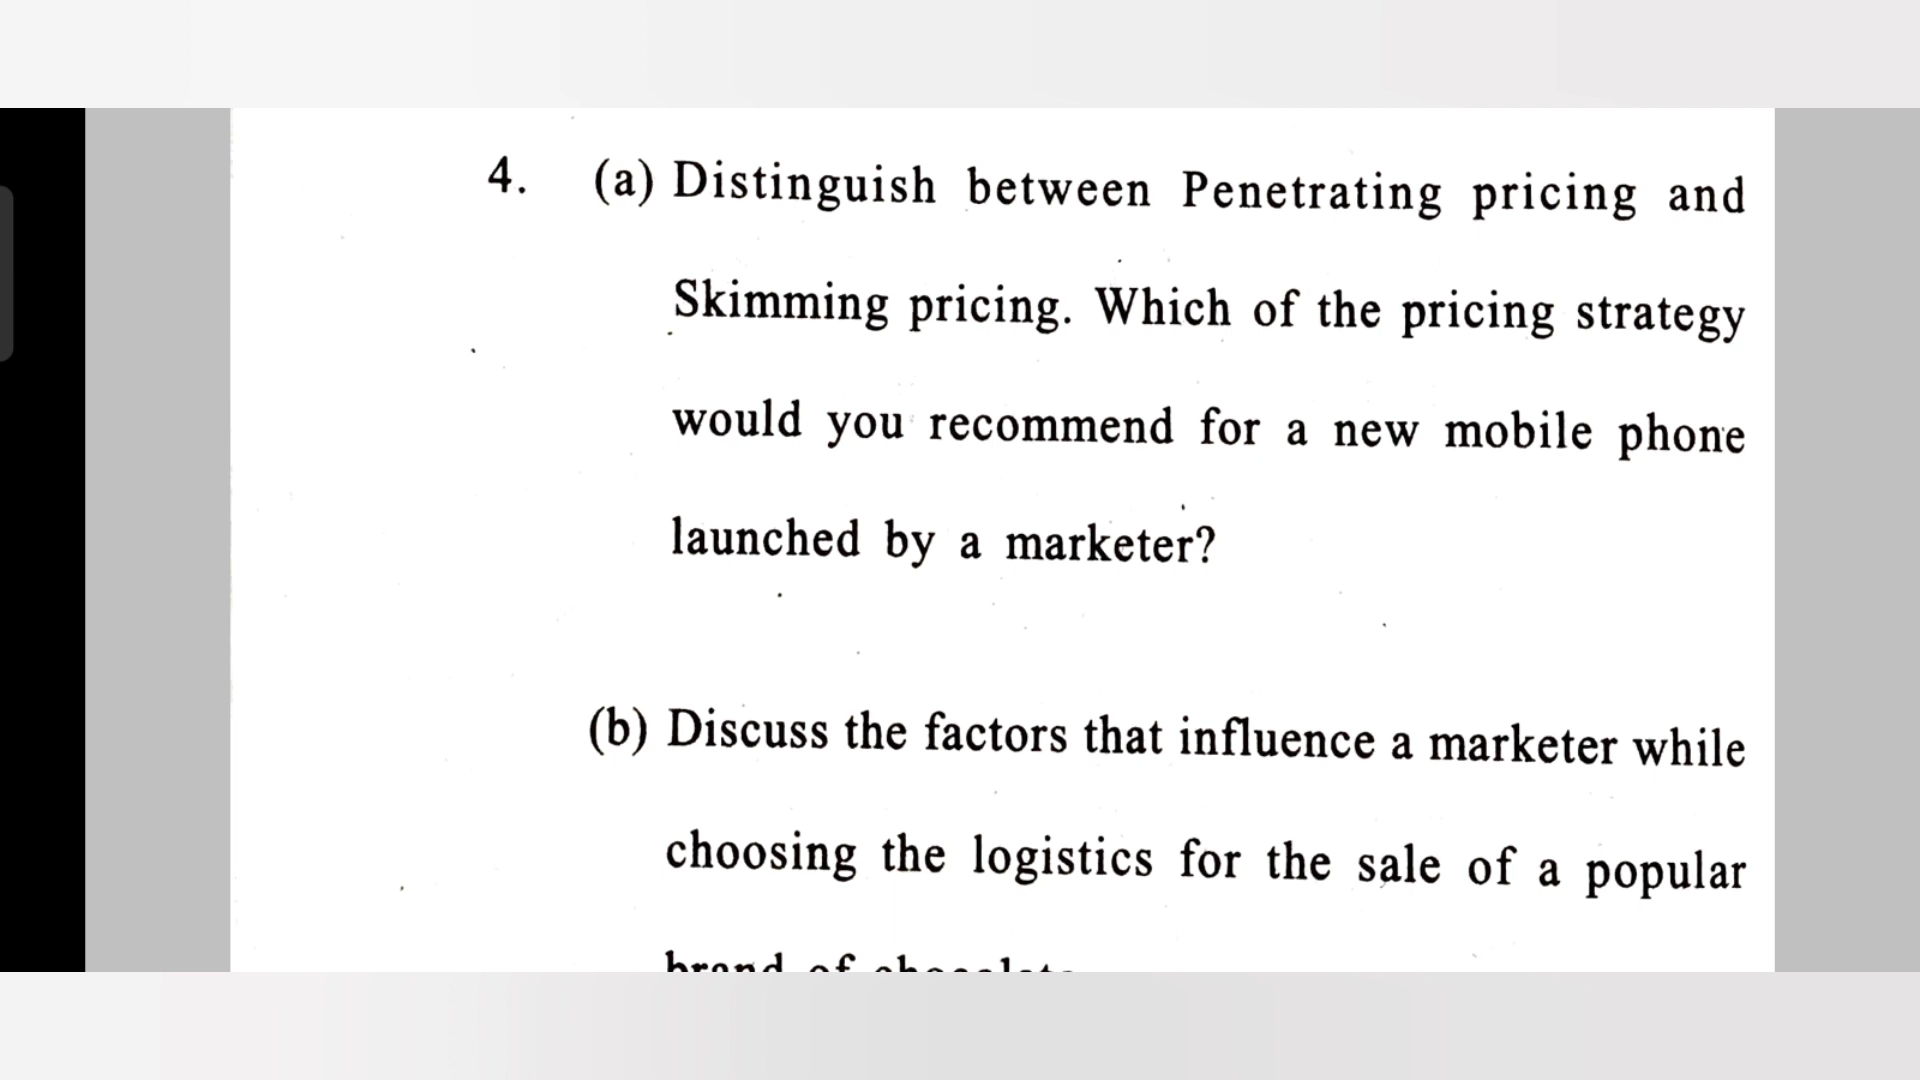 4. (a) Distinguish between Penetrating pricing and
Skimming pricing. Which of the pricing strategy
would you recommend for a new mobile phone
launched by a marketer?
(b) Discuss the factors that influence a marketer while
choosing the logistics for the sale of a popular
brand of